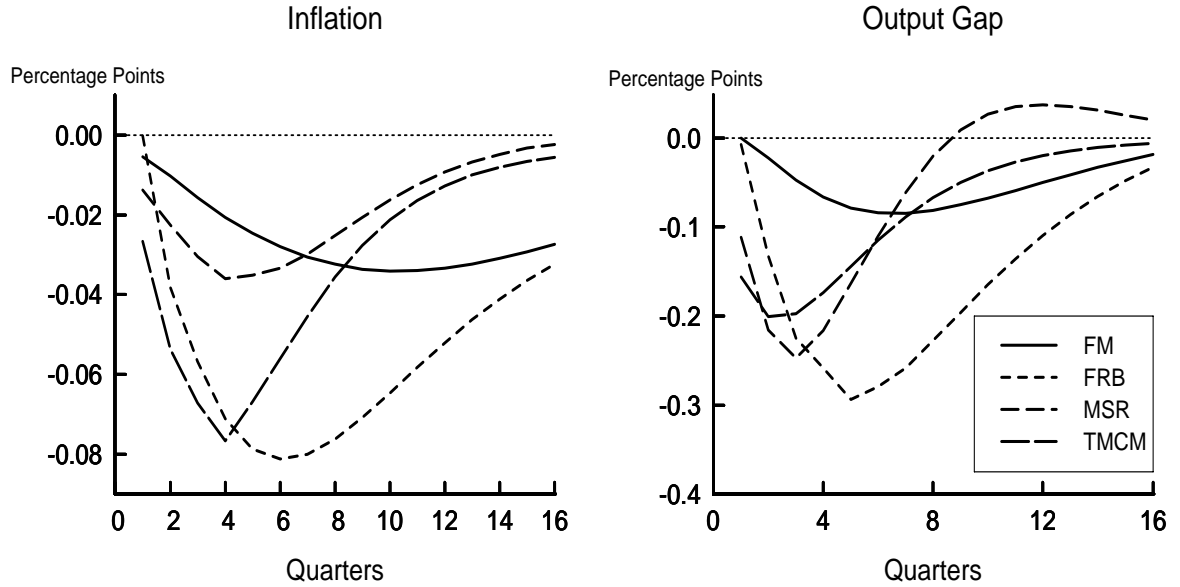 Inflation
Percentage Points
0.00
-0.02
-0.04
-0.06
-0.08
0 2 4 6 8 10 12 14 16
Quarters
Output Gap
Percentage Points
0.0
-0.1
-0.2
-0.3
-0.4
FM
FRB
MSR
TMCM
0 4 8 12 16
Quarters